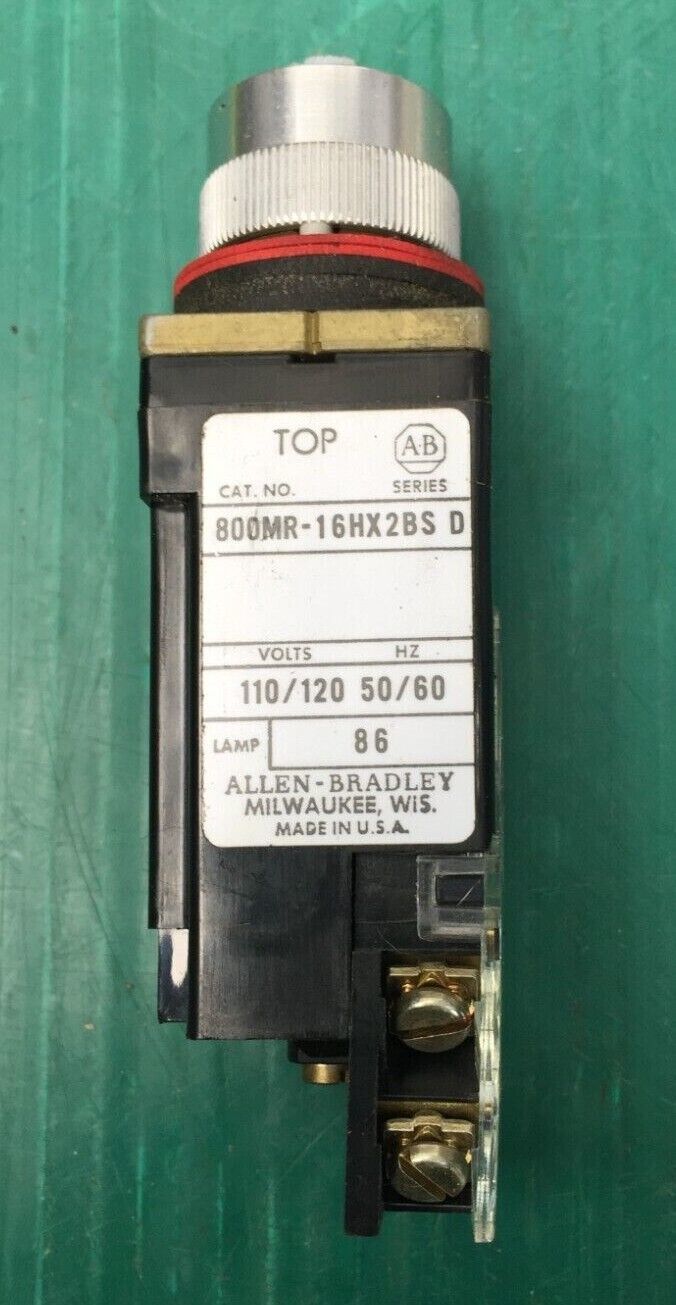 TOP A-B
CAT. NO. SERIES
800MR-16HX2BS D
VOLTS HZ
110/120 50/60
LAMP 86
ALLEN-BRADLEY
MILWAUKEE, WIS.
MADE IN U.S.A.